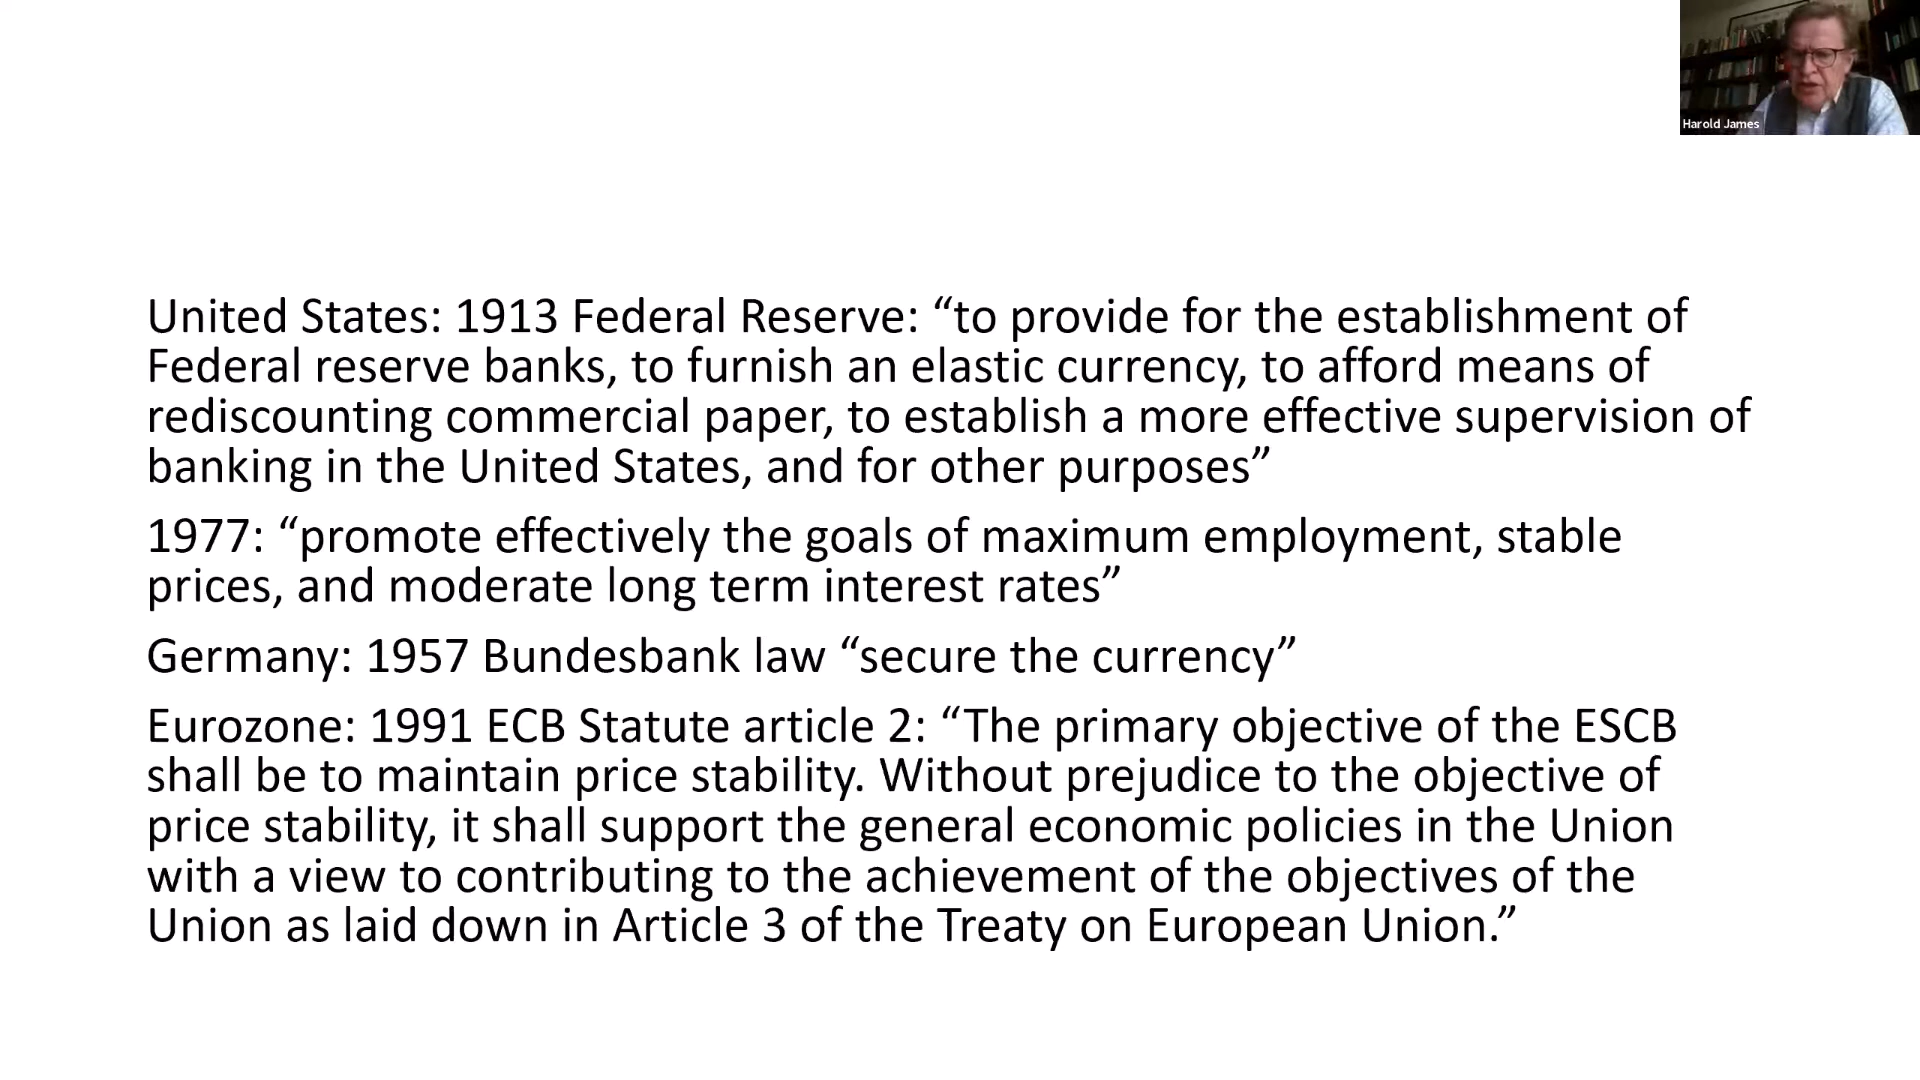 Harold James
United States: 1913 Federal Reserve: “to provide for the establishment of
Federal reserve banks, to furnish an elastic currency, to afford means of
rediscounting commercial paper, to establish a more effective supervision of
banking in the United States, and for other purposes”
1977: “promote effectively the goals of maximum employment, stable
prices, and moderate long term interest rates”
Germany: 1957 Bundesbank law “secure the currency”
Eurozone: 1991 ECB Statute article 2: “The primary objective of the ESCB
shall be to maintain price stability. Without prejudice to the objective of
price stability, it shall support the general economic policies in the Union
with a view to contributing to the achievement of the objectives of the
Union as laid down in Article 3 of the Treaty on European Union.”